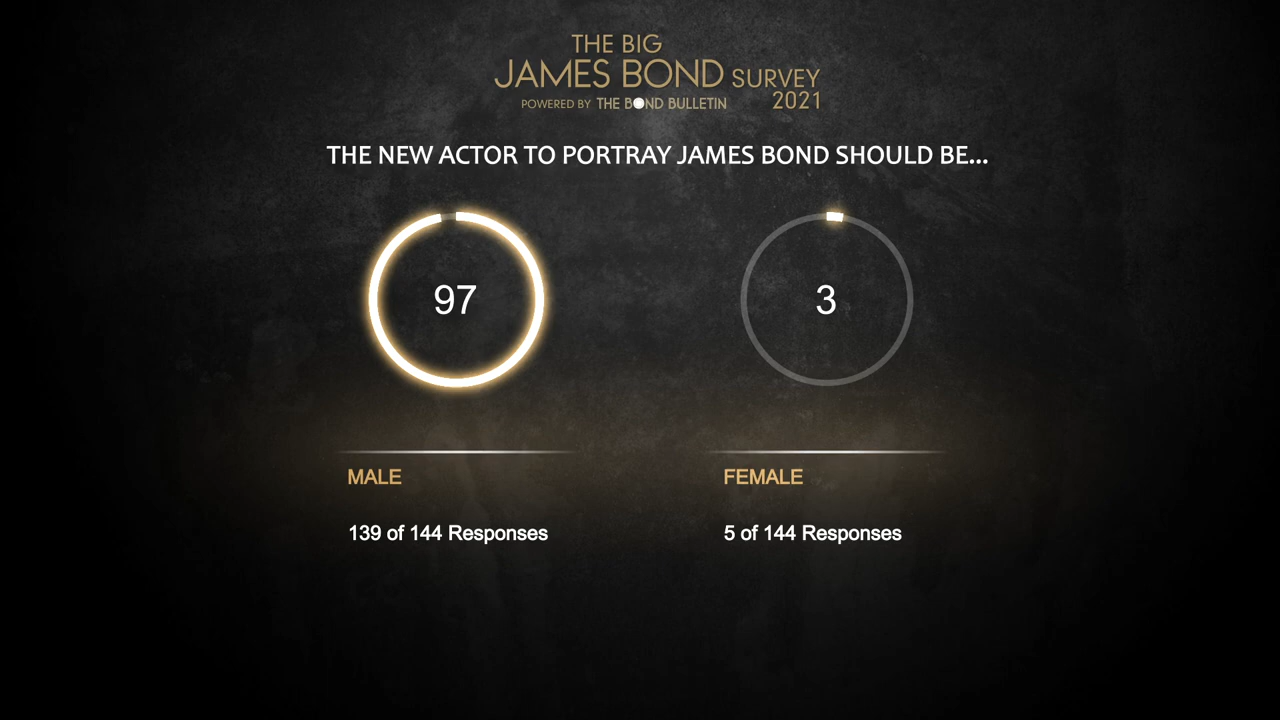 THE BIG
JAMES BOND SURVEY
POWERED BY THE BOND BULLETIN 2021
THE NEW ACTOR TO PORTRAY JAMES BOND SHOULD BE...
97
3
MALE
FEMALE
139 of 144 Responses
5 of 144 Responses